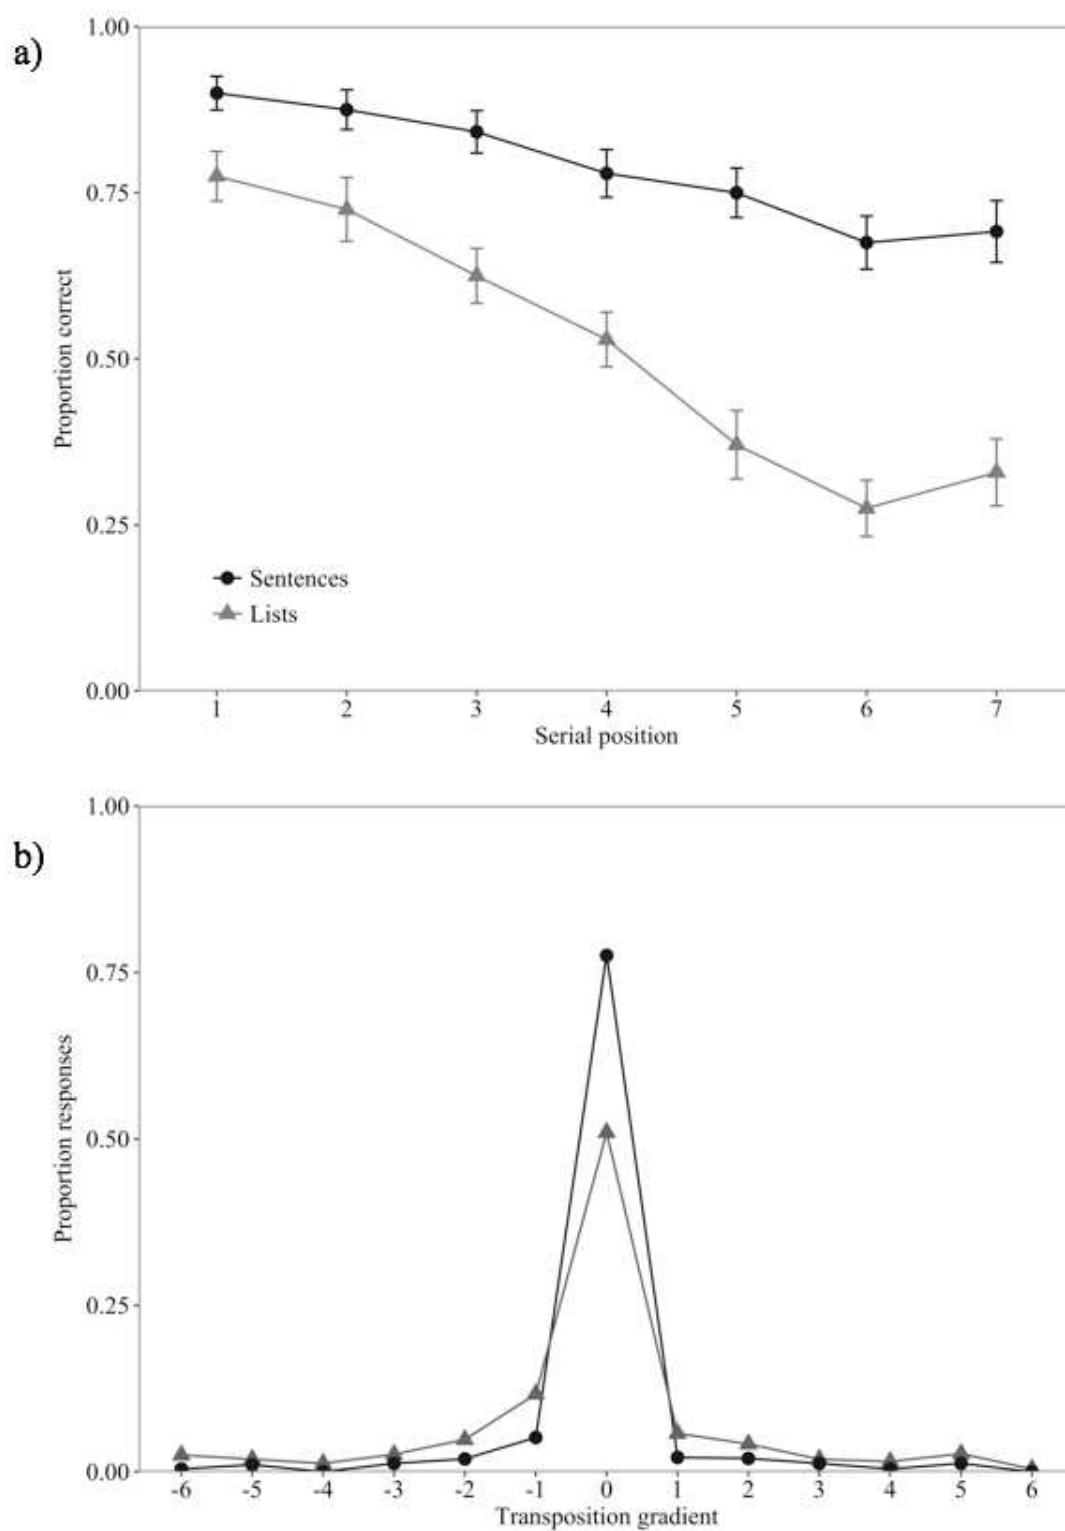 a)
1.00
0.75
0.50
0.25
0.00
Proportion correct
Sentences
Lists
1 2 3 4 5 6 7
Serial position
b)
1.00
0.75
0.50
0.25
0.00
Proportion responses
-6 -5 -4 -3 -2 -1 0 1 2 3 4 5 6
Transposition gradient